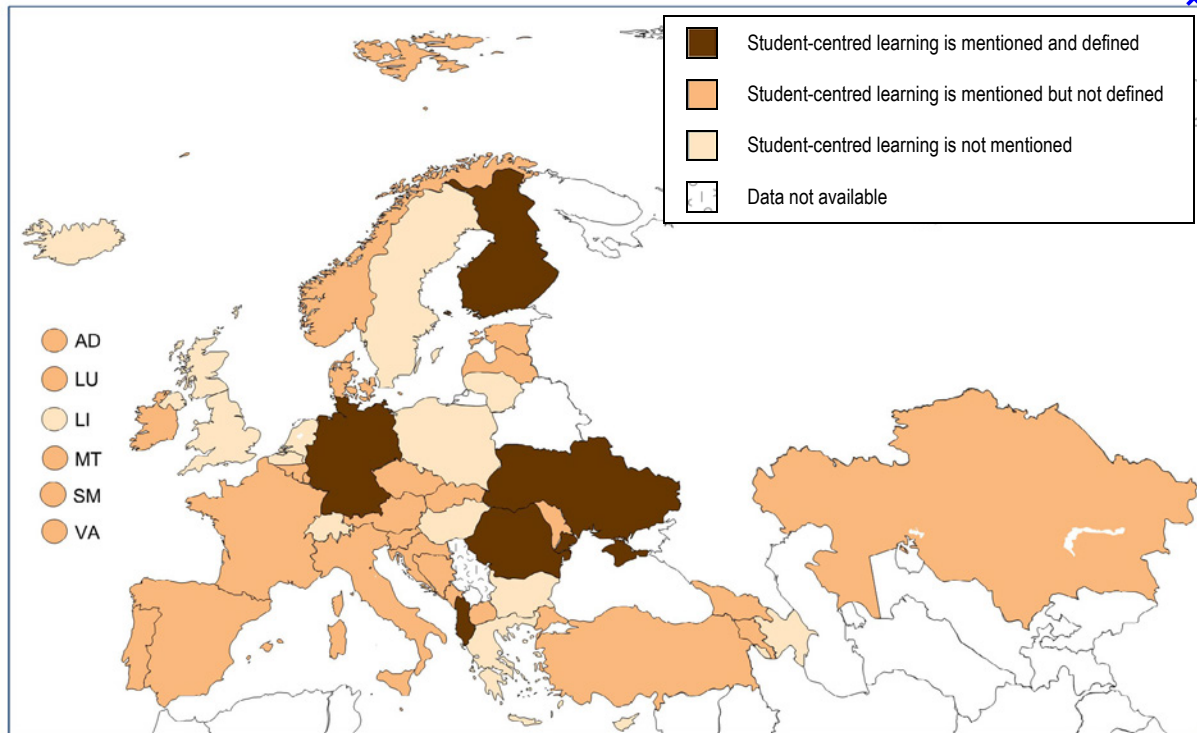 Student-centred learning is mentioned and defined
Student-centred learning is mentioned but not defined
Student-centred learning is not mentioned
Data not available
AD
LU
LI
MT
SM
VA